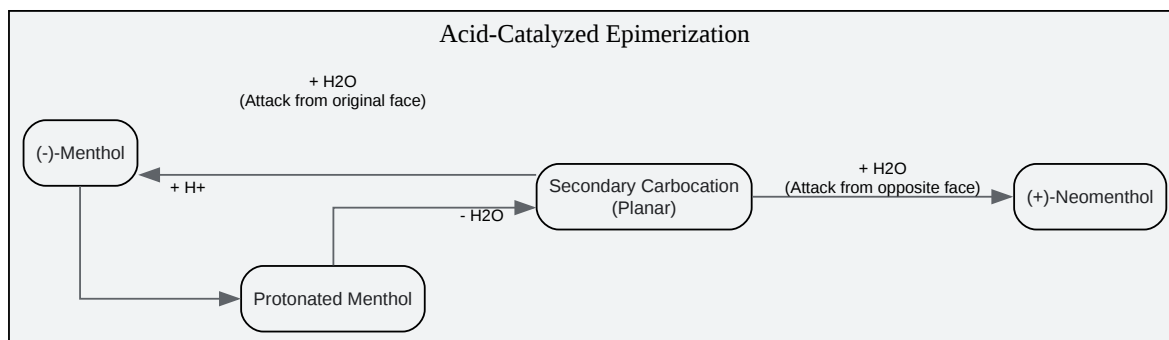 Acid-Catalyzed Epimerization
+ H2O
(Attack from original face)
(-)-Menthol
+ H+
- H2O
Protonated Menthol
Secondary Carbocation
(Planar)
+ H2O
(Attack from opposite face)
(+)-Neomenthol